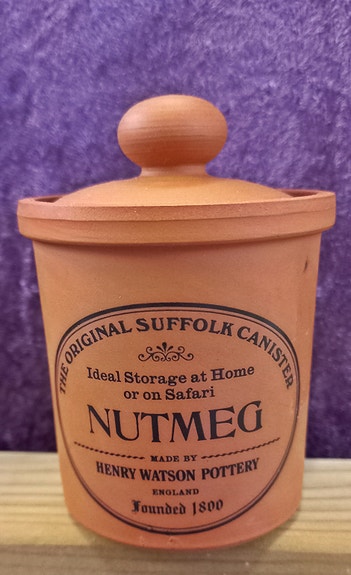 THE ORIGINAL SUFFOLK CANISTER
Ideal Storage at Home
or on Safari
NUTMEG
MADE BY
HENRY WATSON POTTERY
ENGLAND
Founded 1800